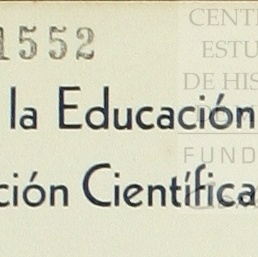 1552
CENT
ESTU
DE HIS
la Educación
FUND
ción Científica